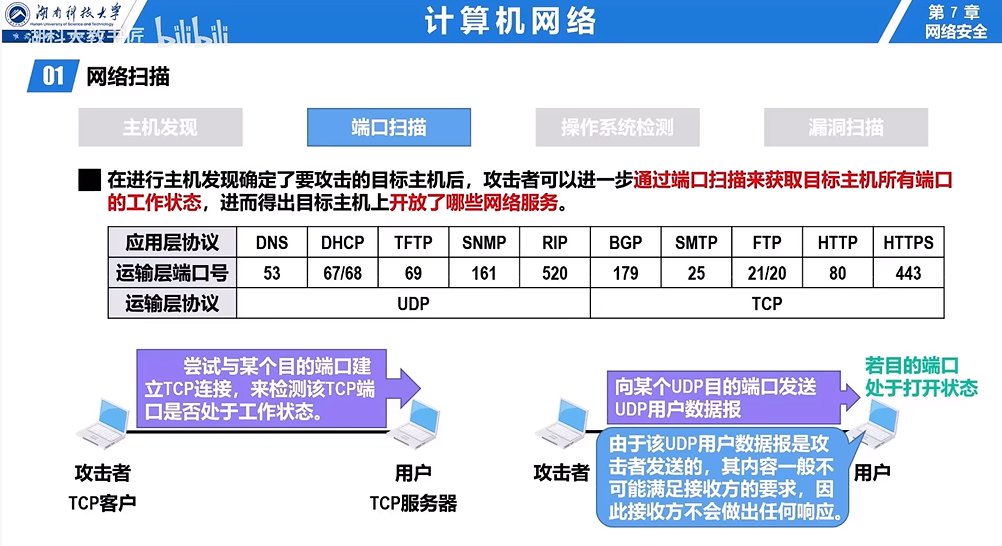 湖南科技大学
Hunan University of Science and Technology
湖科大教书匠 bilibili
计算机网络
第 7 章
网络安全
01 网络扫描
主机发现 端口扫描 操作系统检测 漏洞扫描
在进行主机发现确定了要攻击的目标主机后，攻击者可以进一步通过端口扫描来获取目标主机所有端口
的工作状态，进而得出目标主机上开放了哪些网络服务。
应用层协议 DNS DHCP TFTP SNMP RIP BGP SMTP FTP HTTP HTTPS
运输层端口号 53 67/68 69 161 520 179 25 21/20 80 443
运输层协议 UDP TCP
尝试与某个目的端口建
立TCP连接，来检测该TCP端
口是否处于工作状态。
攻击者
TCP客户
用户
TCP服务器
若目的端口
处于打开状态
向某个UDP目的端口发送
UDP用户数据报
由于该UDP用户数据报是攻
击者发送的，其内容一般不
可能满足接收方的要求，因
此接收方不会做出任何响应。
攻击者
用户